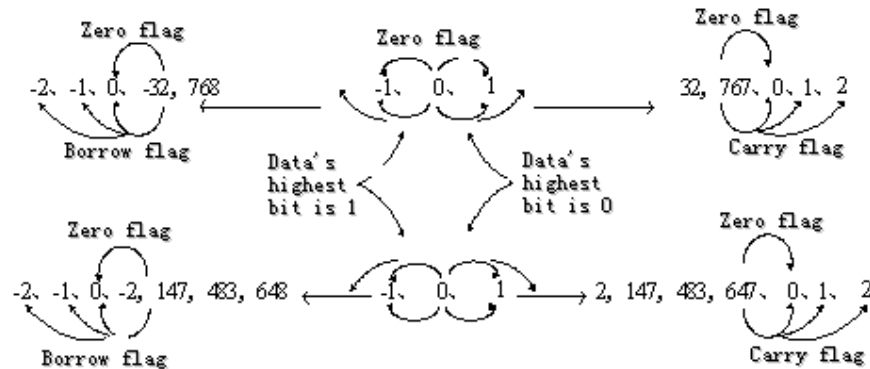 Zero flag
Zero flag
Zero flag
-2、 -1、 0、 -32, 768
-1、 0、 1
32, 767、 0、 1、 2
Borrow flag
Carry flag
Data's
highest
bit is 1
Data's
highest
bit is 0
Zero flag
Zero flag
-2、 -1、 0、 -2, 147, 483, 648
-1、 0、 1
2, 147, 483, 647、 0、 1、 2
Borrow flag
Carry flag